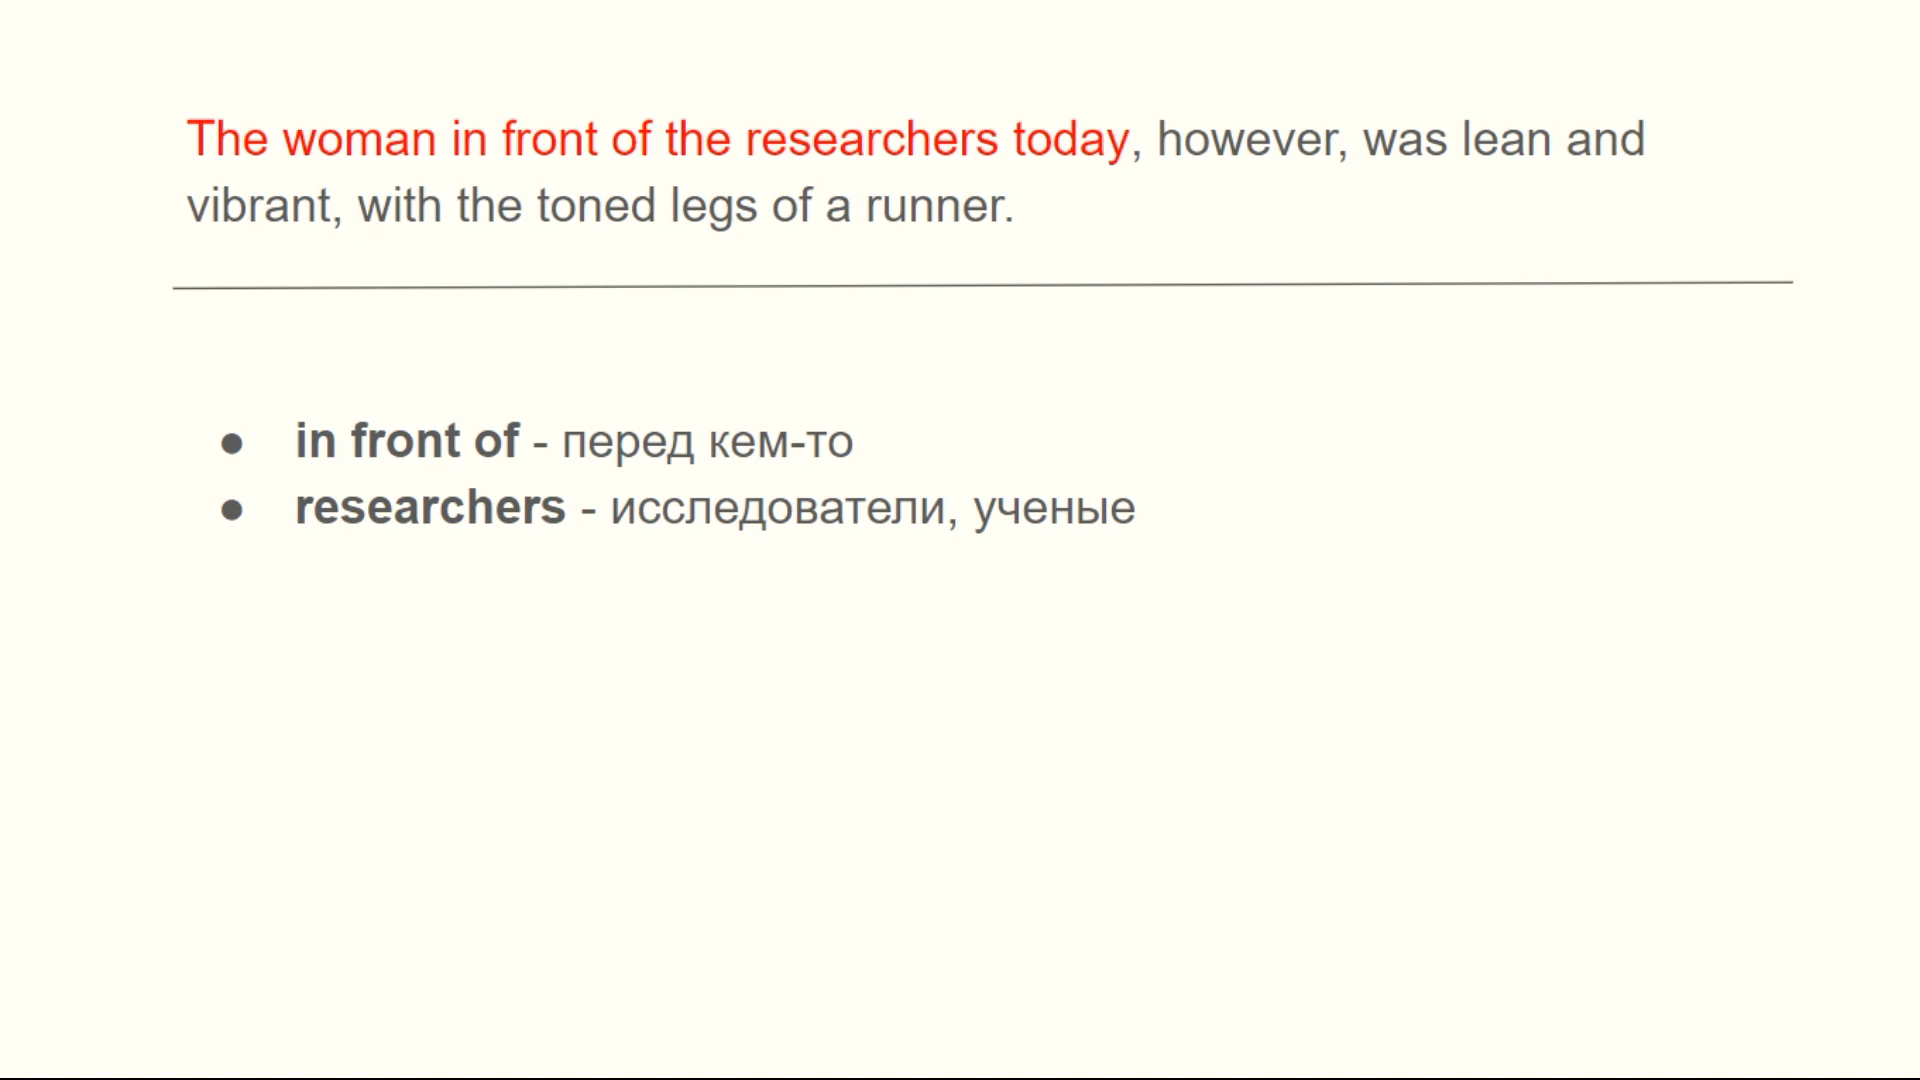 The woman in front of the researchers today, however, was lean and
vibrant, with the toned legs of a runner.
● in front of - перед кем-то
● researchers - исследователи, ученые